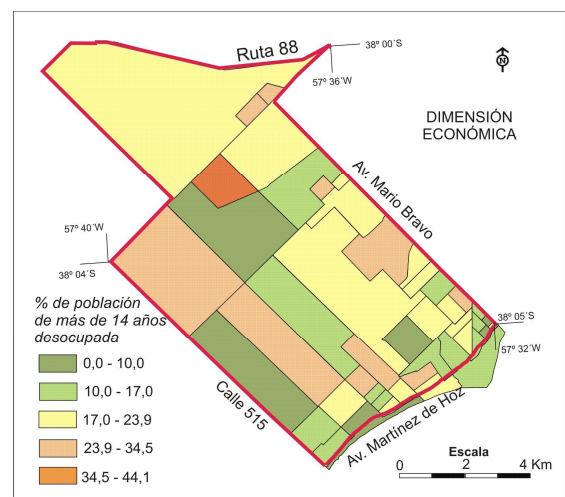 Ruta 88
38º 00´S
57º 36´W
N
DIMENSIÓN
ECONÓMICA
Av. Mario Bravo
57º 40´W
38º 04´S
% de población
de más de 14 años
desocupada
0,0 - 10,0
10,0 - 17,0
17,0 - 23,9
23,9 - 34,5
34,5 - 44,1
Calle 515
Av. Martínez de Hoz
38º 05´S
57º 32´W
Escala
0 2 4 Km